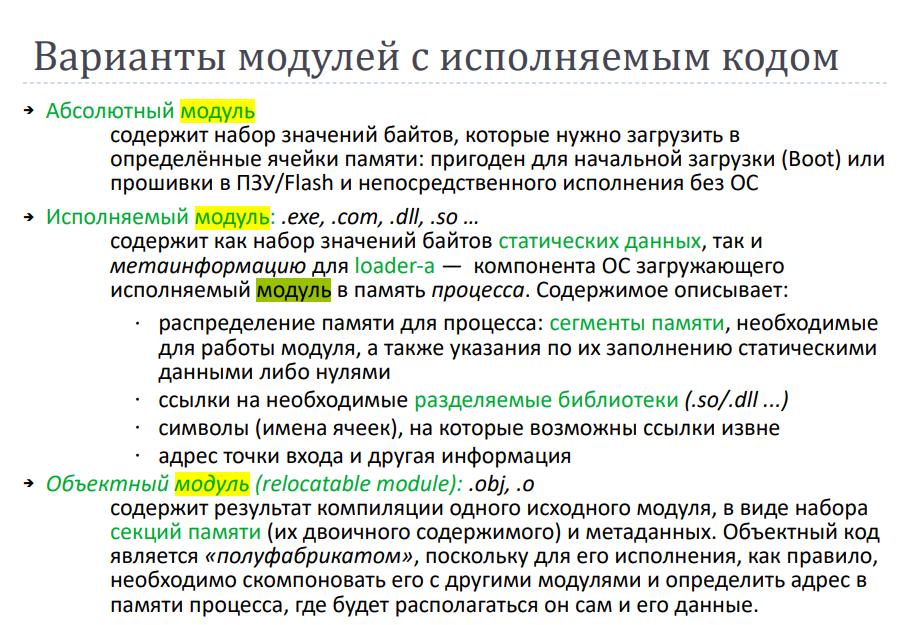 Варианты модулей с исполняемым кодом
➔ Абсолютный модуль
содержит набор значений байтов, которые нужно загрузить в
определённые ячейки памяти: пригоден для начальной загрузки (Boot) или
прошивки в ПЗУ/Flash и непосредственного исполнения без ОС
➔ Исполняемый модуль: .exe, .com, .dll, .so ...
содержит как набор значений байтов статических данных, так и
метаинформацию для loader-а — компонента ОС загружающего
исполняемый модуль в память процесса. Содержимое описывает:
· распределение памяти для процесса: сегменты памяти, необходимые
для работы модуля, а также указания по их заполнению статическими
данными либо нулями
· ссылки на необходимые разделяемые библиотеки (.so/.dll ...)
· символы (имена ячеек), на которые возможны ссылки извне
· адрес точки входа и другая информация
➔ Объектный модуль (relocatable module): .obj, .o
содержит результат компиляции одного исходного модуля, в виде набора
секций памяти (их двоичного содержимого) и метаданных. Объектный код
является «полуфабрикатом», поскольку для его исполнения, как правило,
необходимо скомпоновать его с другими модулями и определить адрес в
памяти процесса, где будет располагаться он сам и его данные.